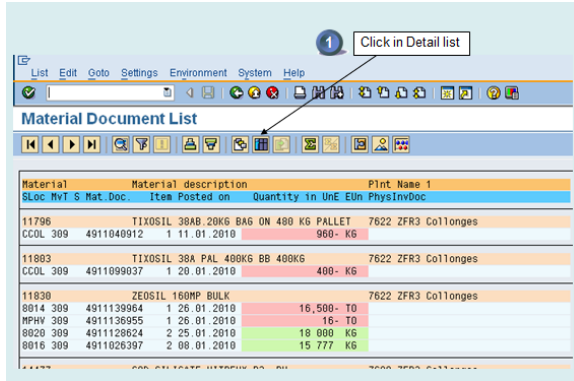 1 Click in Detail list
List Edit Goto Settings Environment System Help
Material Document List
Material Material description Plnt Name 1
SLoc MvT S Mat.Doc. Item Posted on Quantity in UnE EUn PhysInvDoc
11796 TIXOSIL 38AB.20KG BAG ON 480 KG PALLET 7622 ZFR3 Collonges
CCOL 309 4911040912 1 11.01.2010 960- KG
11803 TIXOSIL 38A PAL 400KG BB 400KG 7622 ZFR3 Collonges
CCOL 309 4911099037 1 20.01.2010 400- KG
11830 ZEOSIL 160MP BULK 7622 ZFR3 Collonges
8014 309 4911139964 1 26.01.2010 16,500- TO
MPHV 309 4911136955 1 26.01.2010 16- TO
8020 309 4911128624 2 25.01.2010 18 000 KG
8016 309 4911026397 2 08.01.2010 15 777 KG